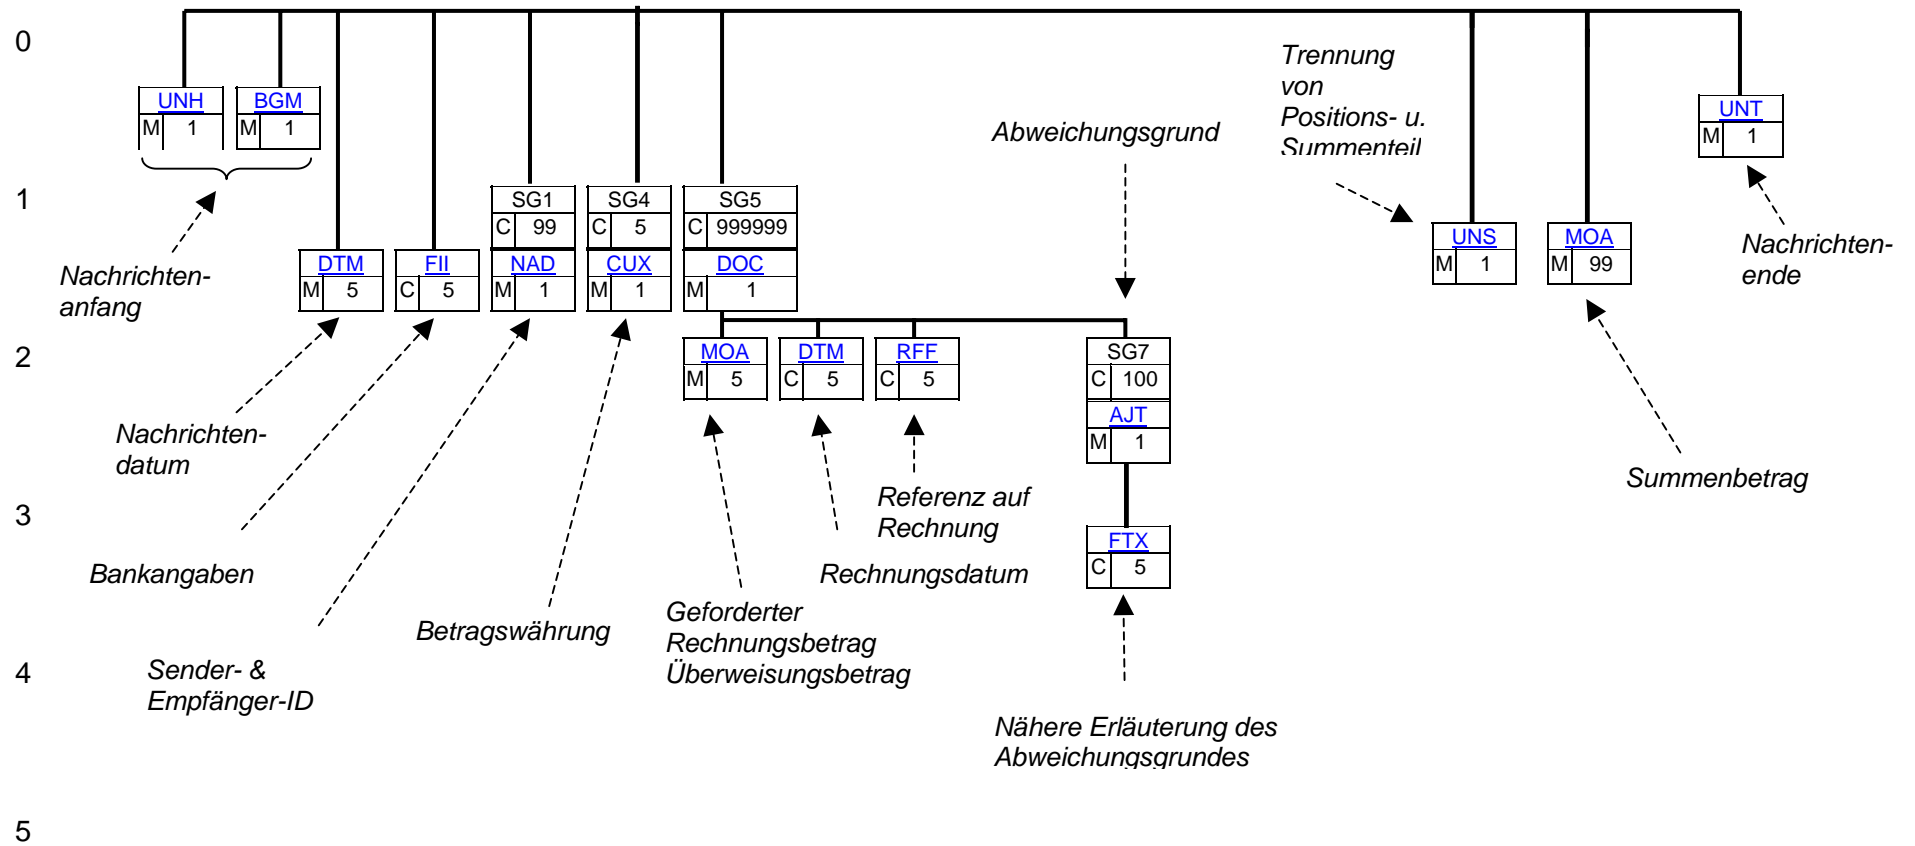 0
UNH
M 1
BGM
M 1
Nachrichten-
anfang
Abweichungsgrund
Trennung
von
Positions- u.
Summenteil
UNT
M 1
Nachrichten-
ende
1
DTM
M 5
FII
C 5
SG1
C 99
NAD
M 1
SG4
C 5
CUX
M 1
SG5
C 999999
DOC
M 1
UNS
M 1
MOA
M 99
2
MOA
M 5
DTM
C 5
RFF
C 5
SG7
C 100
AJT
M 1
Nachrichten-
datum
Summenbetrag
3
Referenz auf
Rechnung
FTX
C 5
Bankangaben
Rechnungsdatum
Betragswährung
Geforderter
Rechnungsbetrag
Überweisungsbetrag
4
Sender- &
Empfänger-ID
Nähere Erläuterung des
Abweichungsgrundes
5